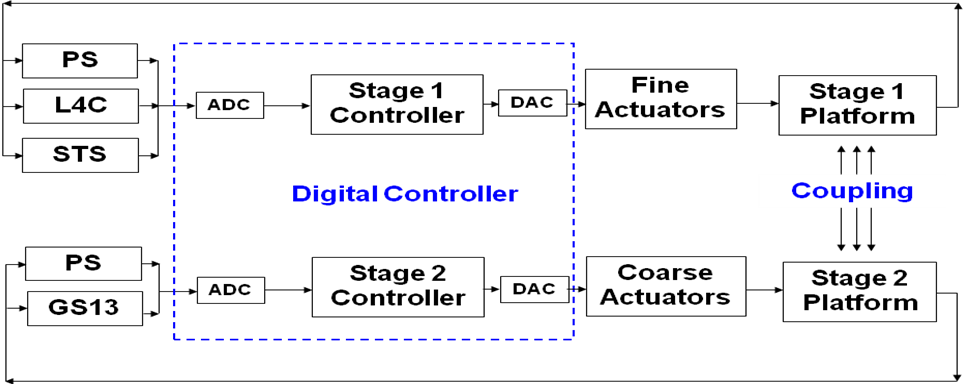 PS
L4C
STS
ADC
Stage 1
Controller
DAC
Fine
Actuators
Stage 1
Platform
Digital Controller
Coupling
PS
GS13
ADC
Stage 2
Controller
DAC
Coarse
Actuators
Stage 2
Platform